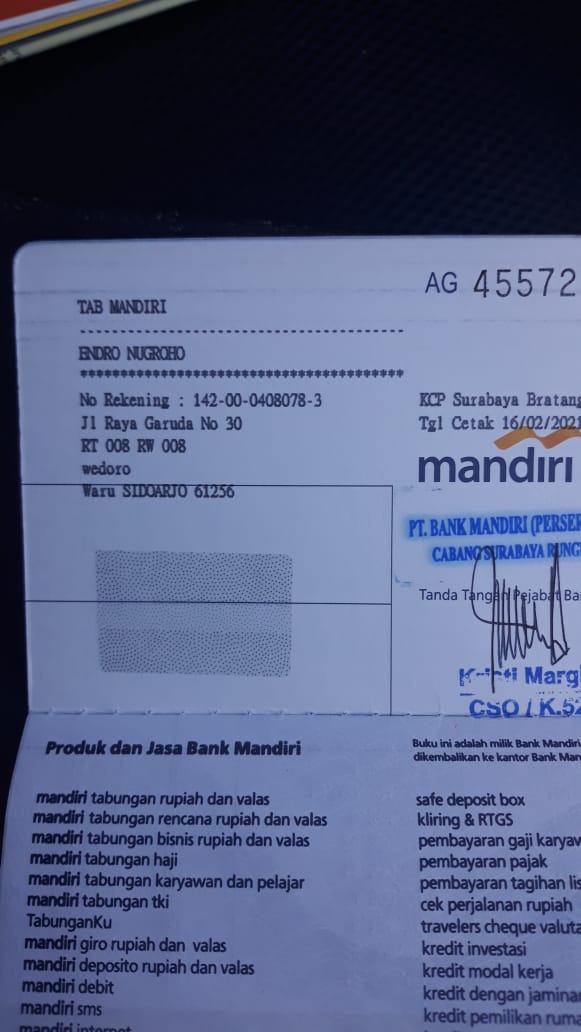 AG 45572
TAB MANDIRI
----------------------------------------
ENDRO NUGROHO
****************************************
No Rekening : 142-00-0408078-3
Jl Raya Garuda No 30
RT 008 RW 008
wedoro
Waru SIDOARJO 61256
KCP Surabaya Bratang
Tgl Cetak 16/02/2021
mandırı
PT. BANK MANDIRI (PERSER
CABANG SURABAYA RUNG
Tanda Tangan Pejabat Ba
Kristi Marg
CSO / K.52
Produk dan Jasa Bank Mandiri
mandiri tabungan rupiah dan valas
mandiri tabungan rencana rupiah dan valas
mandiri tabungan bisnis rupiah dan valas
mandiri tabungan haji
mandiri tabungan karyawan dan pelajar
mandiri tabungan tki
TabunganKu
mandiri giro rupiah dan valas
mandiri deposito rupiah dan valas
mandiri debit
mandiri sms
mandiri internet
Buku ini adalah milik Bank Mandiri
dikembalikan ke kantor Bank Man
safe deposit box
kliring & RTGS
pembayaran gaji karyaw
pembayaran pajak
pembayaran tagihan lis
cek perjalanan rupiah
travelers cheque valuta
kredit investasi
kredit modal kerja
kredit dengan jamina
kredit pemilikan ruma